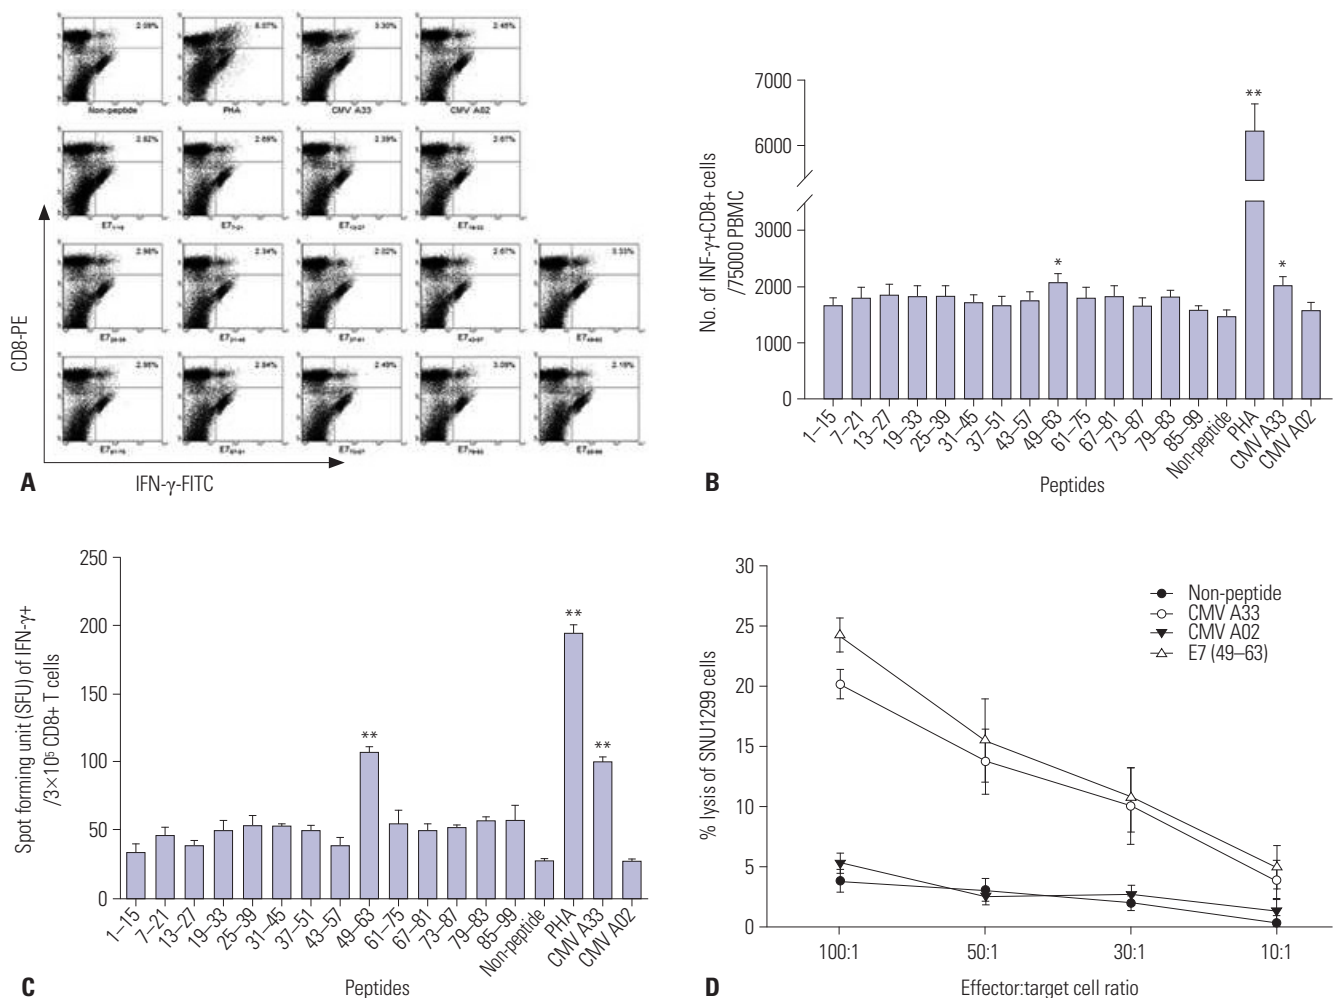 2.09%
Non-peptide
PHA
3.30%
CMV A33
2.45%
CMV A02
CD8-PE
IFN-γ-FITC
A
7000
6000
3000
2000
1000
0
No. of INF-γ+CD8+ cells
/75000 PBMC
*
**
*
1–15
7–21
13–27
19–33
25–39
31–45
37–51
43–57
49–63
61–75
67–81
73–87
79–83
85–99
Non-peptide
PHA
CMV A33
CMV A02
Peptides
B
250
200
150
100
50
0
Spot forming unit (SFU) of IFN-γ+
/3×10⁵ CD8+ T cells
**
**
**
1–15
7–21
13–27
19–33
25–39
31–45
37–51
43–57
49–63
61–75
67–81
73–87
79–83
85–99
Non-peptide
PHA
CMV A33
CMV A02
Peptides
C
30
25
20
15
10
5
0
% lysis of SNU1299 cells
Non-peptide
CMV A33
CMV A02
E7 (49–63)
100:1
50:1
30:1
10:1
Effector:target cell ratio
D